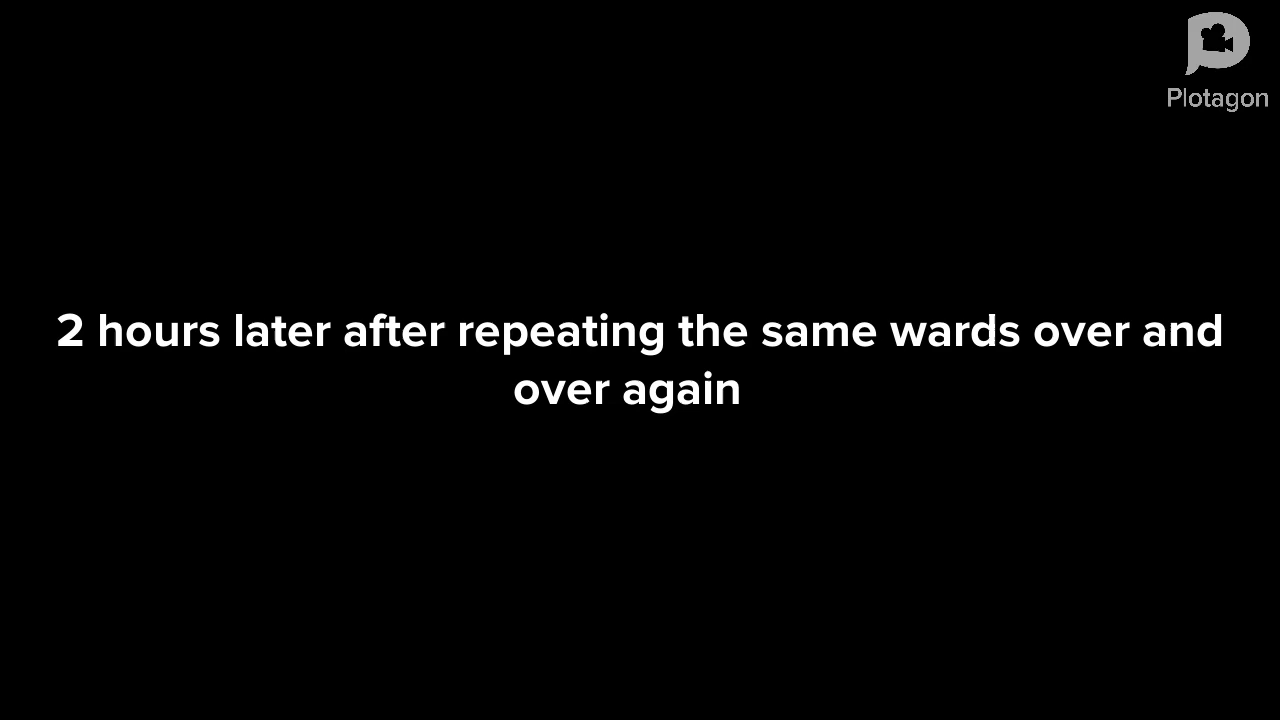 Plotagon
2 hours later after repeating the same wards over and
over again